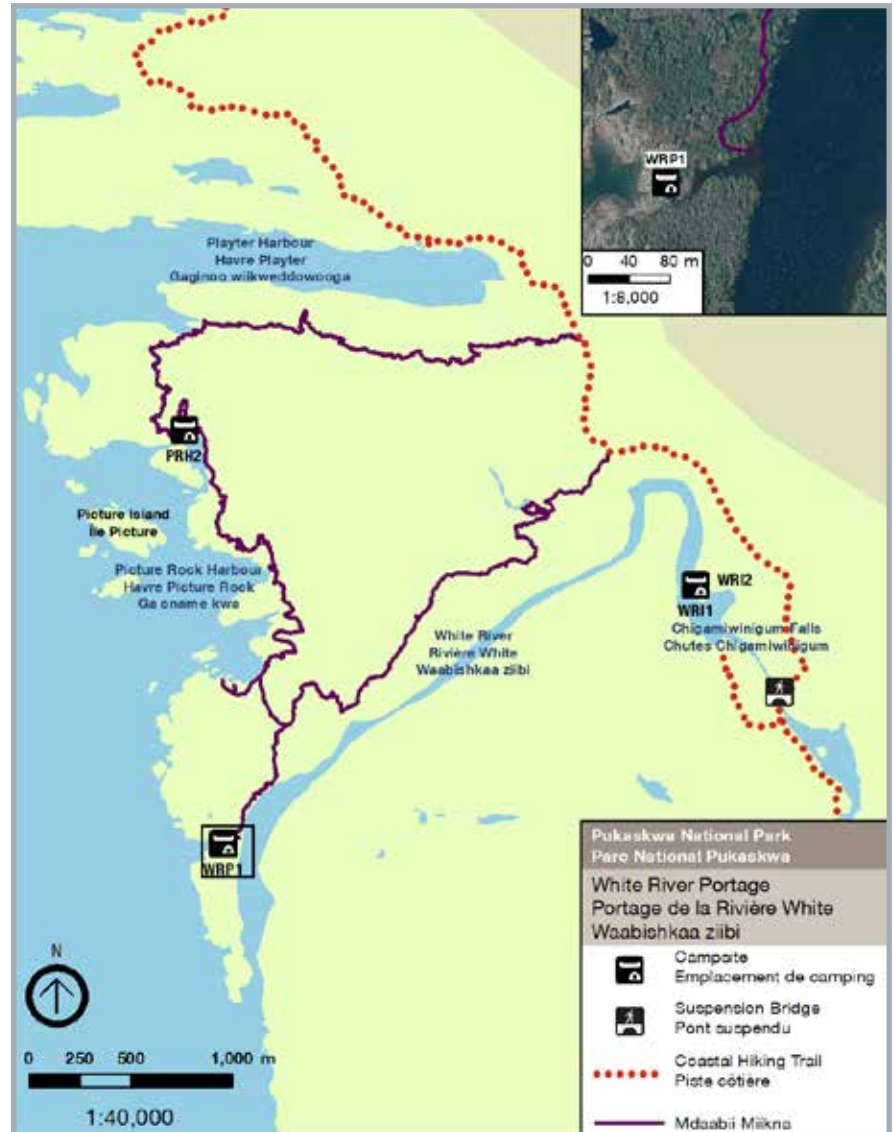 WRP1
0 40 80 m
1:8,000
Playter Harbour
Havre Playter
Gaginoo wiikweddowooga
PRH2
Picture Island
Île Picture
Picture Rock Harbour
Havre Picture Rock
Ga oname kwa
White River
Rivière White
Waabishkaa ziibi
WRI2
WRI1
Chigamiwinigum Falls
Chutes Chigamiwinigum
WRP1
N
0 250 500 1,000 m
1:40,000
Pukaskwa National Park
Parc National Pukaskwa
White River Portage
Portage de la Rivière White
Waabishkaa ziibi
Campsite
Emplacement de camping
Suspension Bridge
Pont suspendu
Coastal Hiking Trail
Piste côtière
Mdaabii Miikna